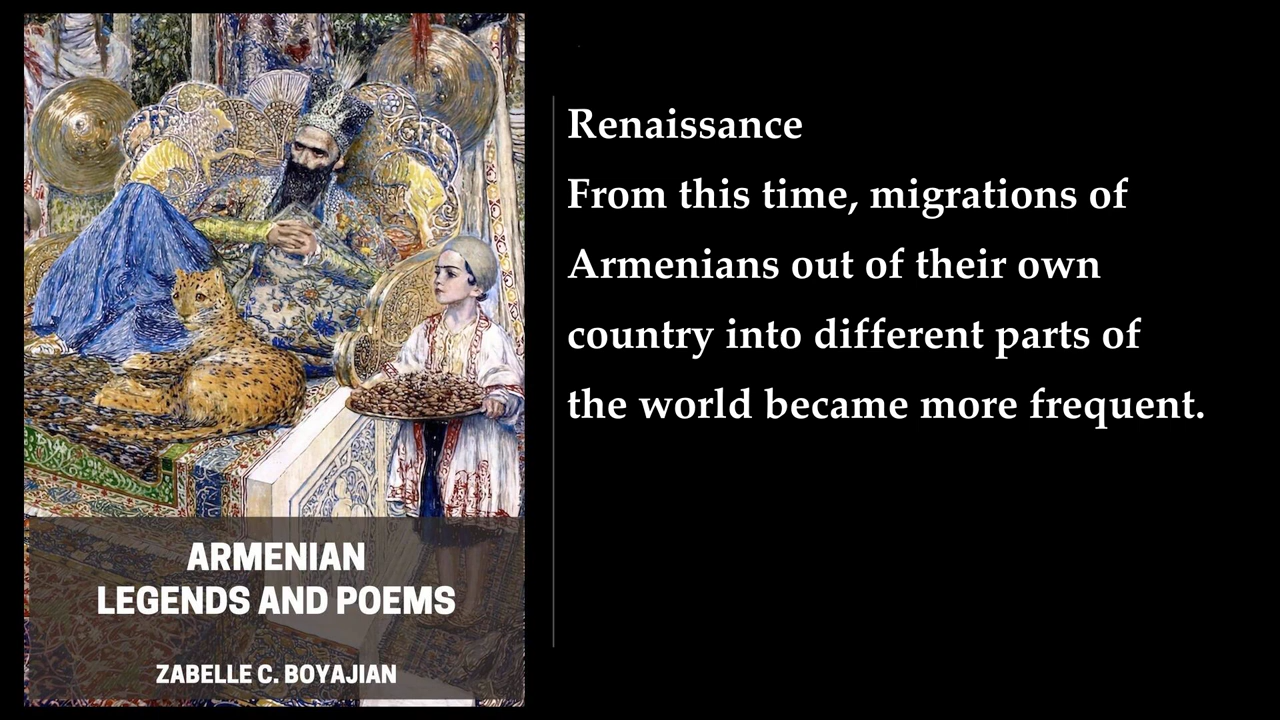 ARMENIAN
LEGENDS AND POEMS
ZABELLE C. BOYAJIAN
Renaissance
From this time, migrations of
Armenians out of their own
country into different parts of
the world became more frequent.